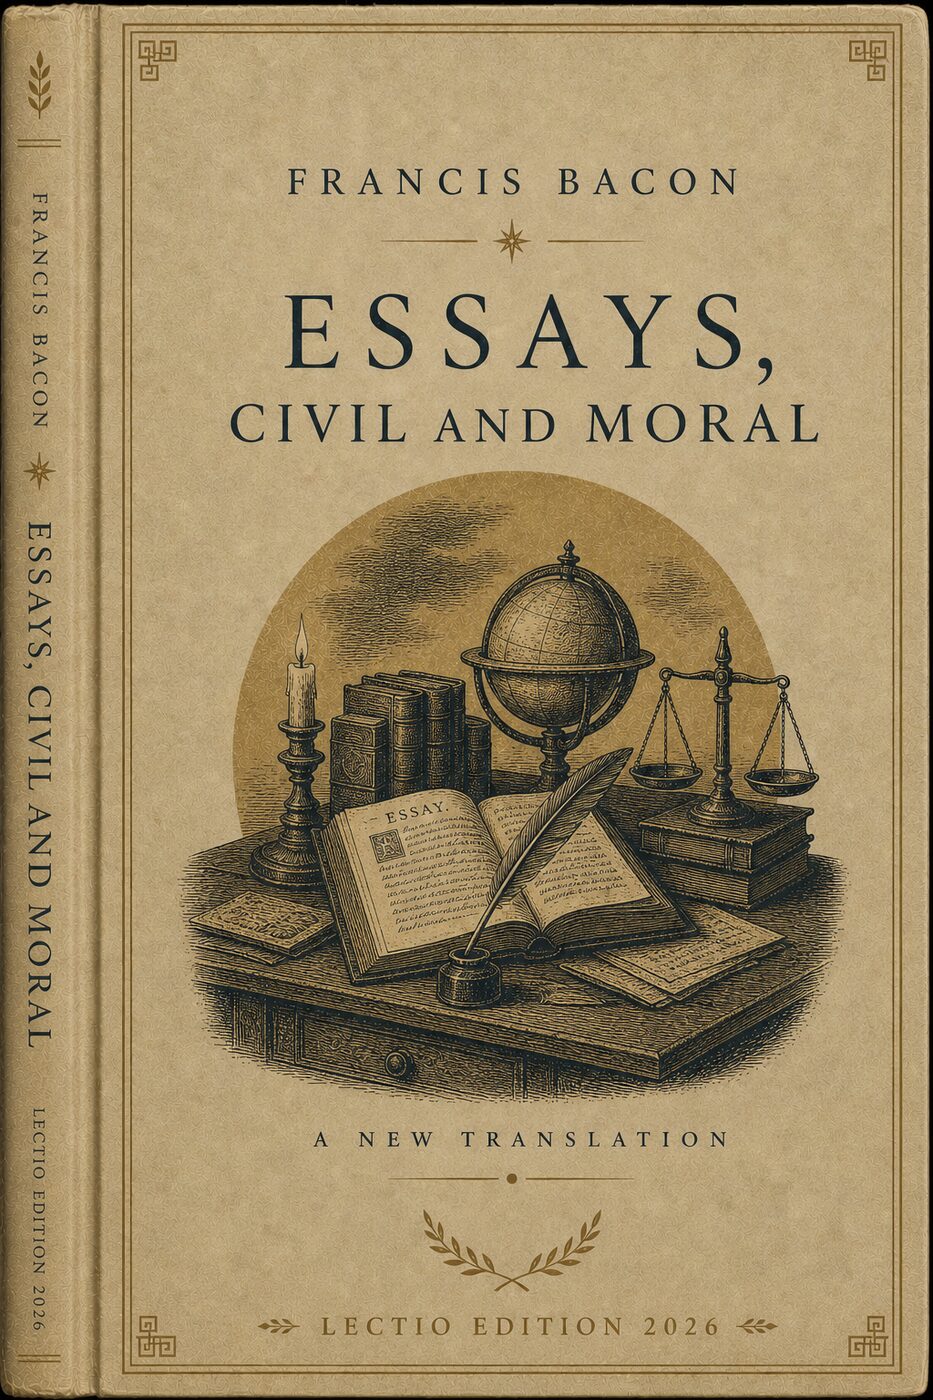 FRANCIS BACON
ESSAYS,
CIVIL AND MORAL
ESSAY.
A NEW TRANSLATION
LECTIO EDITION 2026
FRANCIS BACON
ESSAYS, CIVIL AND MORAL
LECTIO EDITION 2026